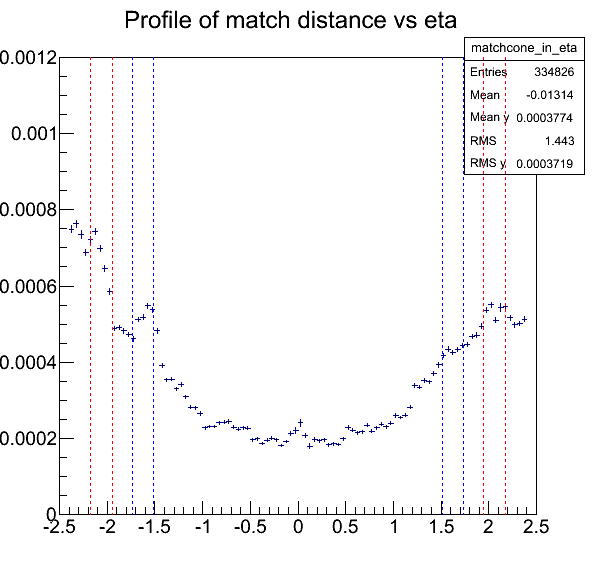 Profile of match distance vs eta
matchcone_in_eta
Entries 334826
Mean -0.01314
Mean y 0.0003774
RMS 1.443
RMS y 0.0003719
0.0012
0.001
0.0008
0.0006
0.0004
0.0002
0
-2.5 -2 -1.5 -1 -0.5 0 0.5 1 1.5 2 2.5